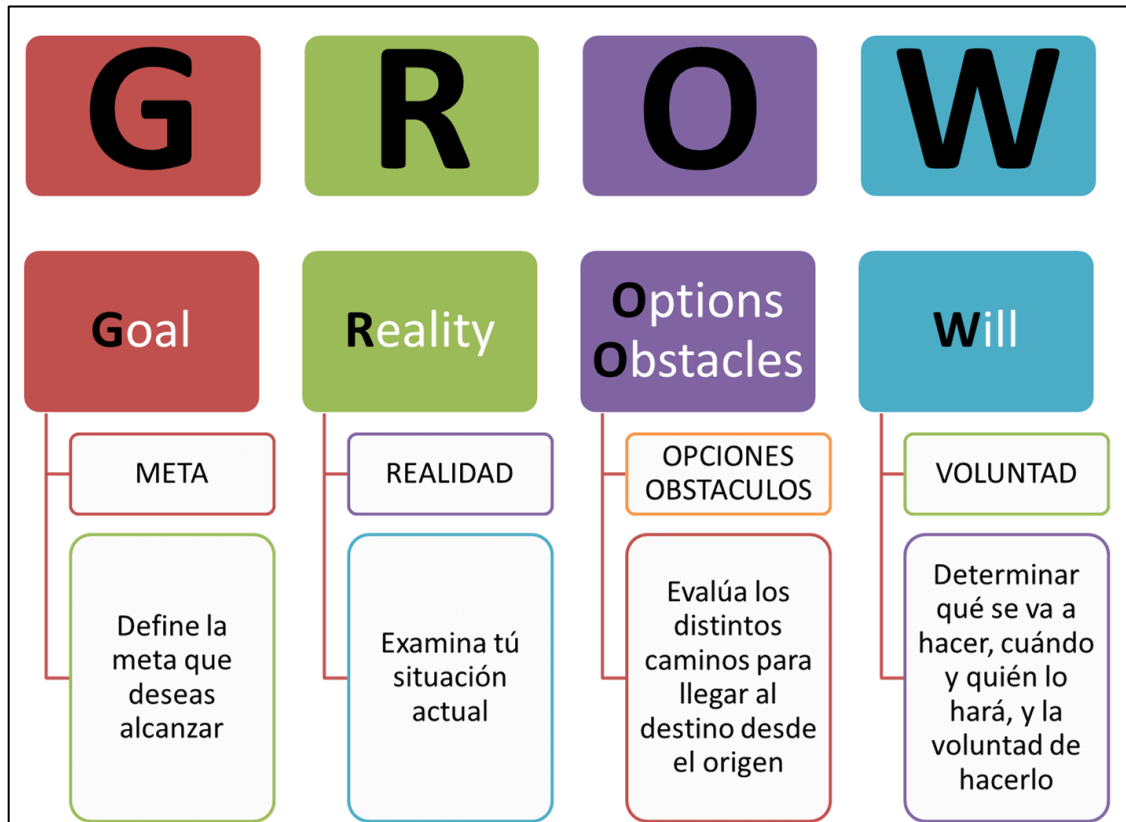 G
R
O
W
Goal
Reality
Options
Obstacles
Will
META
REALIDAD
OPCIONES
OBSTACULOS
VOLUNTAD
Define la
meta que
deseas
alcanzar
Examina tú
situación
actual
Evalúa los
distintos
caminos para
llegar al
destino desde
el origen
Determinar
qué se va a
hacer, cuándo
y quién lo
hará, y la
voluntad de
hacerlo